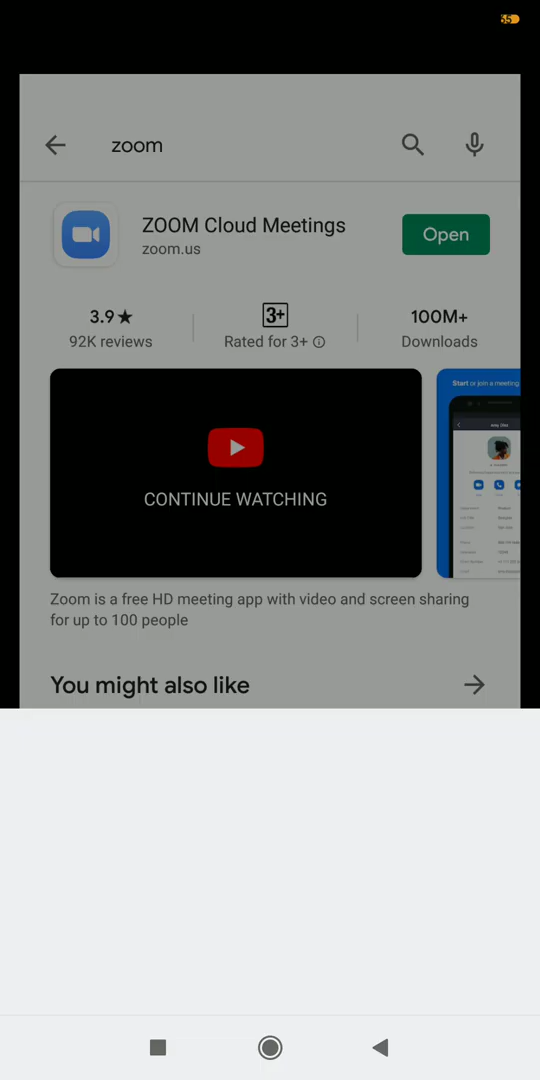 55
zoom
ZOOM Cloud Meetings
zoom.us
Open
3.9★
92K reviews
3+
Rated for 3+
100M+
Downloads
CONTINUE WATCHING
Start or join a meeting
Zoom is a free HD meeting app with video and screen sharing
for up to 100 people
You might also like